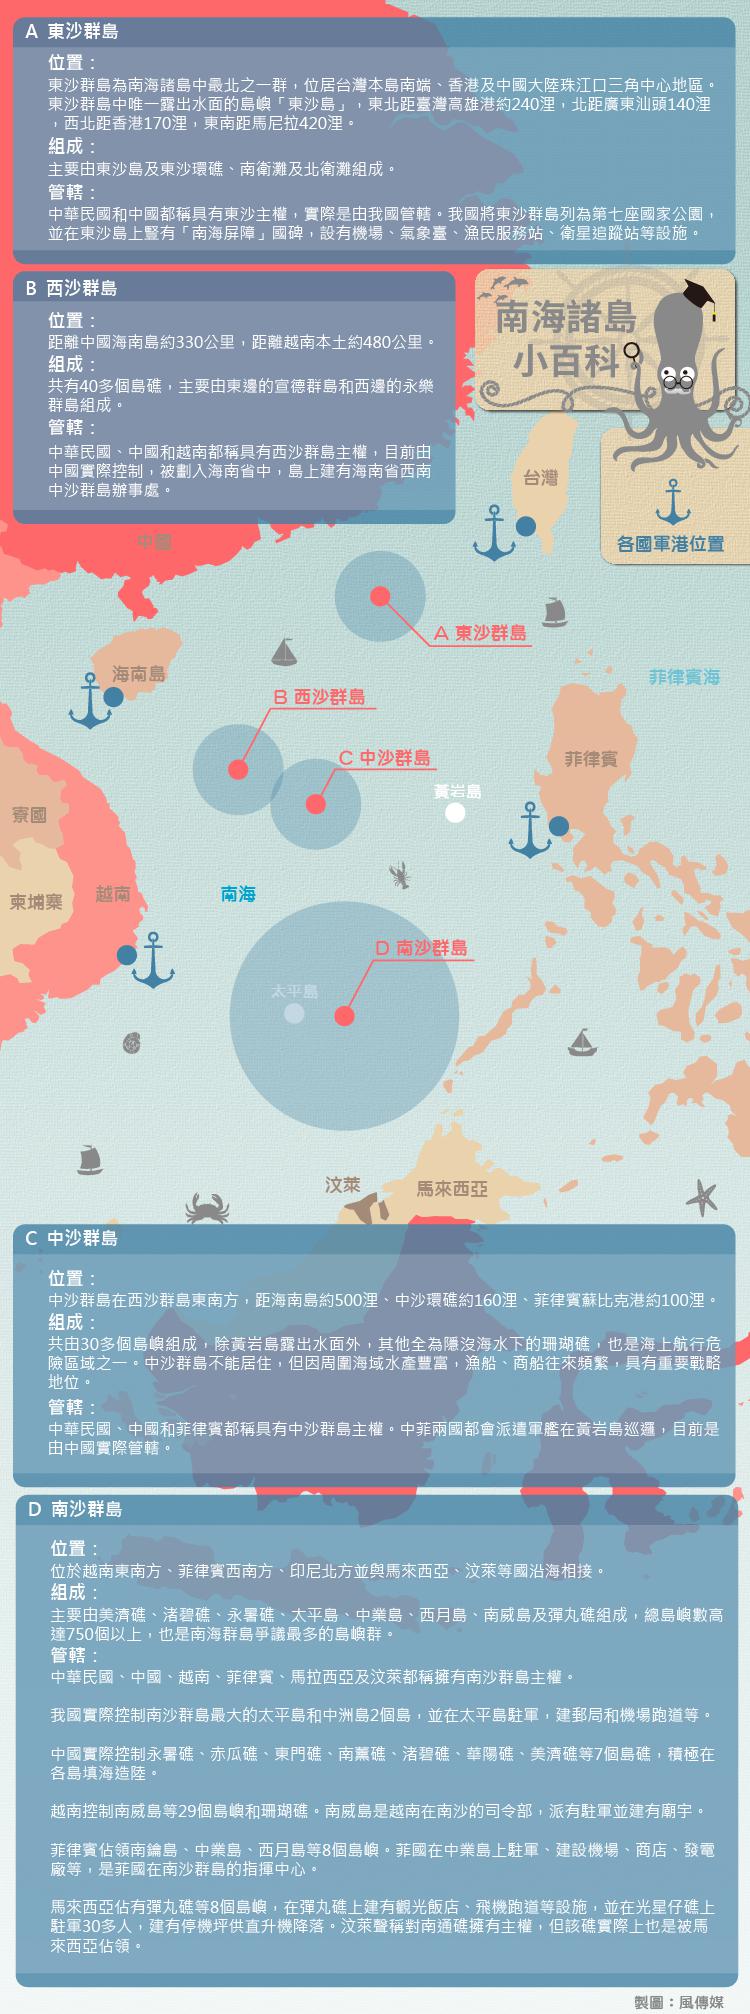 A 東沙群島
位置：
東沙群島為南海諸島中最北之一群，位居台灣本島南端、香港及中國大陸珠江口三角中心地區。
東沙群島中唯一露出水面的島嶼「東沙島」，東北距臺灣高雄港約240浬，北距廣東汕頭140浬
，西北距香港170浬，東南距馬尼拉420浬。
組成：
主要由東沙島及東沙環礁、南衛灘及北衛灘組成。
管轄：
中華民國和中國都稱具有東沙主權，實際是由我國管轄。我國將東沙群島列為第七座國家公園，
並在東沙島上豎有「南海屏障」國碑，設有機場、氣象臺、漁民服務站、衛星追蹤站等設施。
B 西沙群島
位置：
距離中國海南島約330公里，距離越南本土約480公里。
組成：
共有40多個島礁，主要由東邊的宣德群島和西邊的永樂
群島組成。
管轄：
中華民國、中國和越南都稱具有西沙群島主權，目前由
中國實際控制，被劃入海南省中，島上建有海南省西南
中沙群島辦事處。
南海諸島
小百科
台灣
各國軍港位置
中國
A 東沙群島
海南島
菲律賓海
B 西沙群島
C 中沙群島
菲律賓
黃岩島
寮國
柬埔寨
越南
南海
D 南沙群島
太平島
汶萊
馬來西亞
C 中沙群島
位置：
中沙群島在西沙群島東南方，距海南島約500浬、中沙環礁約160浬、菲律賓蘇比克港約100浬。
組成：
共由30多個島嶼組成，除黃岩島露出水面外，其他全為隱沒海水下的珊瑚礁，也是海上航行危
險區域之一。中沙群島不能居住，但因周圍海域水產豐富，漁船、商船往來頻繁，具有重要戰略
地位。
管轄：
中華民國、中國和菲律賓都稱具有中沙群島主權。中菲兩國都會派遣軍艦在黃岩島巡邏，目前是
由中國實際管轄。
D 南沙群島
位置：
位於越南東南方、菲律賓西南方、印尼北方並與馬來西亞、汶萊等國沿海相接。
組成：
主要由美濟礁、渚碧礁、永暑礁、太平島、中業島、西月島、南威島及彈丸礁組成，總島嶼數高
達750個以上，也是南海群島爭議最多的島嶼群。
管轄：
中華民國、中國、越南、菲律賓、馬拉西亞及汶萊都稱擁有南沙群島主權。
我國實際控制南沙群島最大的太平島和中洲島2個島，並在太平島駐軍，建郵局和機場跑道等。
中國實際控制永暑礁、赤瓜礁、東門礁、南薰礁、渚碧礁、華陽礁、美濟礁等7個島礁，積極在
各島填海造陸。
越南控制南威島等29個島嶼和珊瑚礁。南威島是越南在南沙的司令部，派有駐軍並建有廟宇。
菲律賓佔領南鑰島、中業島、西月島等8個島嶼。菲國在中業島上駐軍、建設機場、商店、發電
廠等，是菲國在南沙群島的指揮中心。
馬來西亞佔有彈丸礁等8個島嶼，在彈丸礁上建有觀光飯店、飛機跑道等設施，並在光星仔礁上
駐軍30多人，建有停機坪供直升機降落。汶萊聲稱對南通礁擁有主權，但該礁實際上也是被馬
來西亞佔領。
製圖：風傳媒